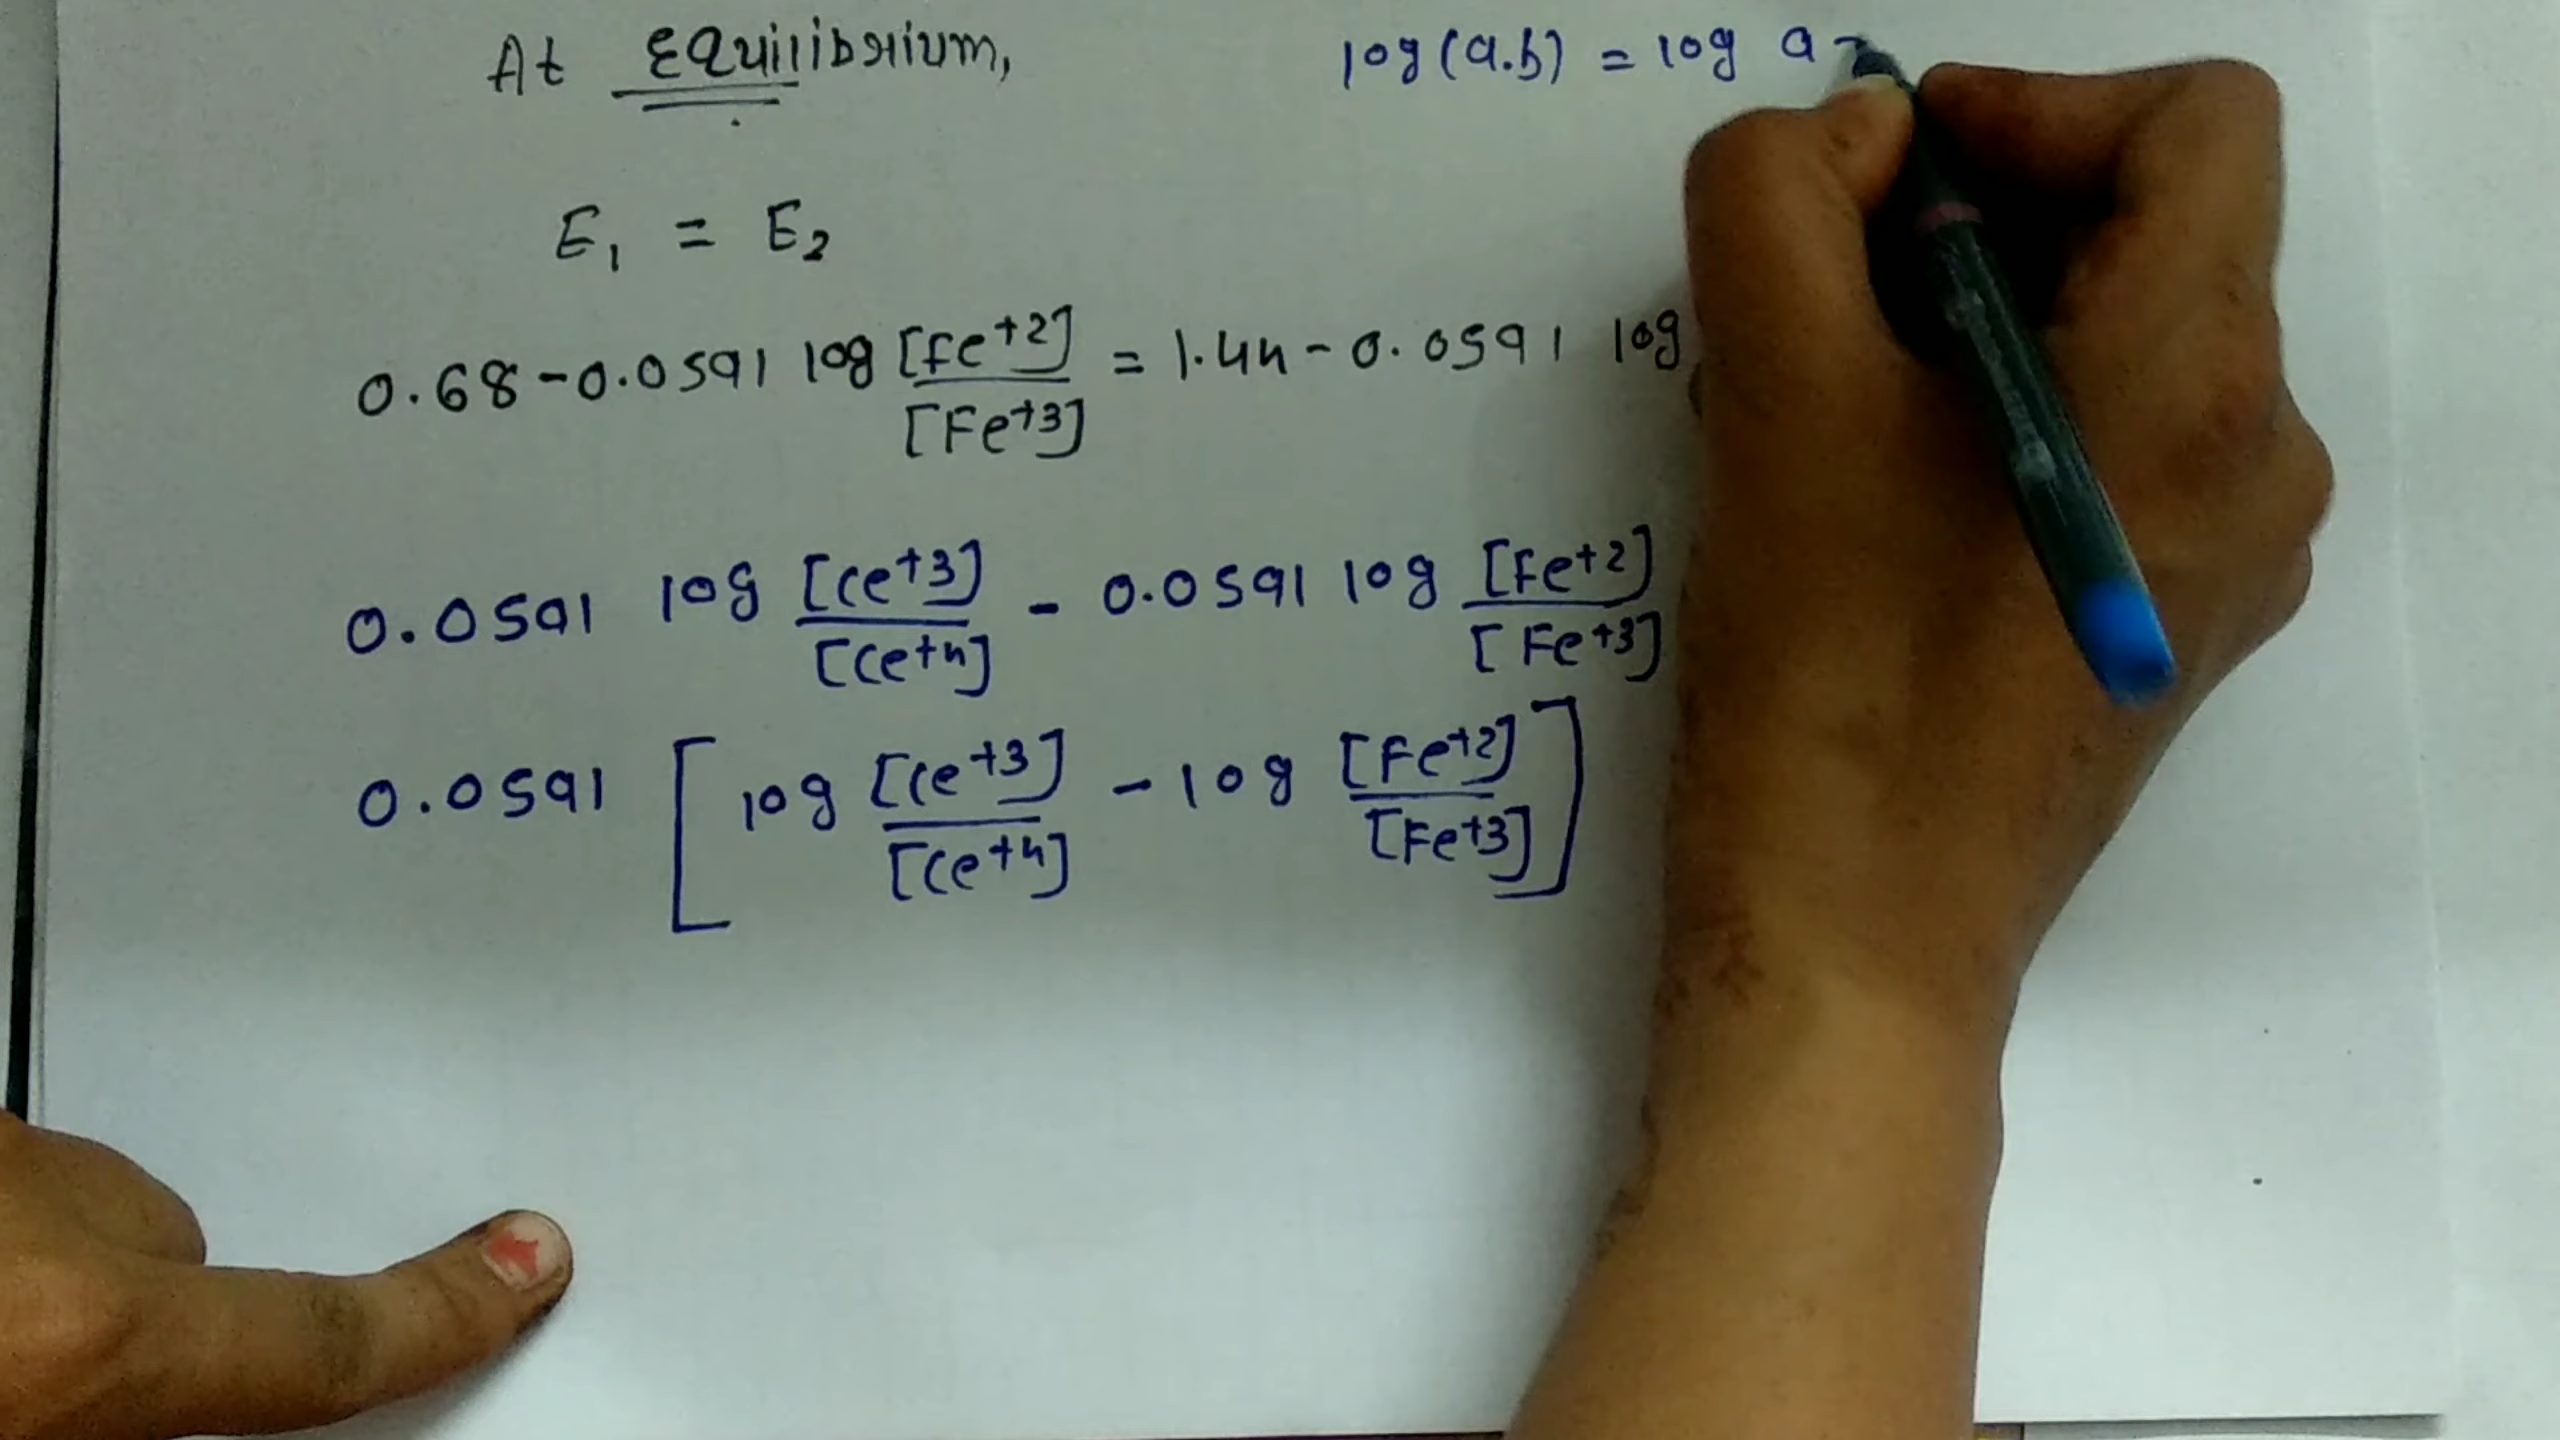 At Equilibrium,
log (a.b) = log a
E₁ = E₂
0.68 - 0.0591 log [Fe+2] / [Fe+3] = 1.44 - 0.0591 log
0.0591 log [Ce+3] / [Ce+4] - 0.0591 log [Fe+2] / [Fe+3]
0.0591 [ log [Ce+3] / [Ce+4] - log [Fe+2] / [Fe+3] ]